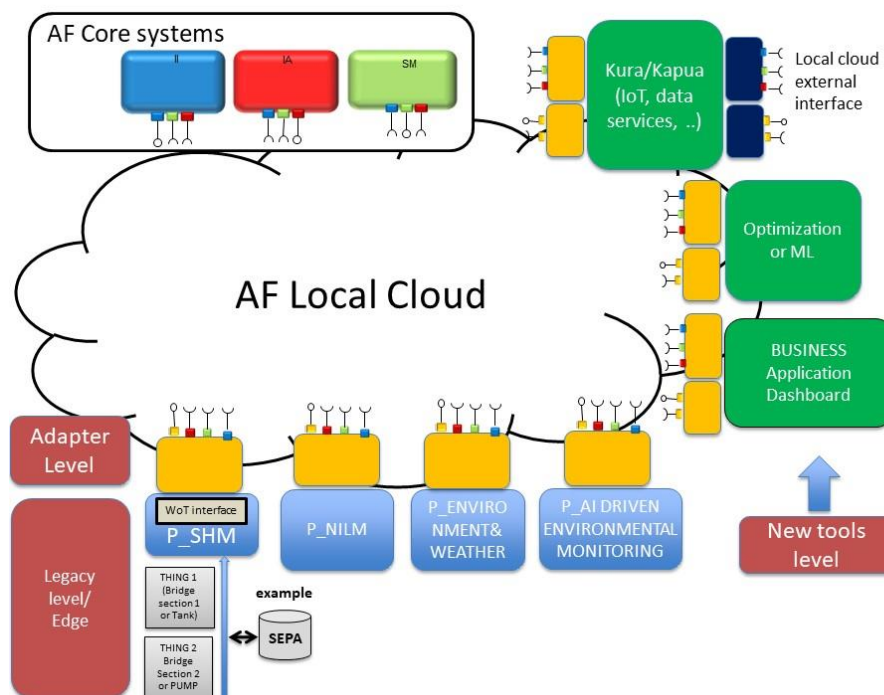 AF Core systems
II
IA
SM
Kura/Kapua
(IoT, data
services, ..)
Local cloud
external
interface
Optimization
or ML
AF Local Cloud
BUSINESS
Application
Dashboard
Adapter
Level
WoT interface
P_SHM
P_NILM
P_ENVIRO
NMENT&
WEATHER
P_AI DRIVEN
ENVIRONMENTAL
MONITORING
New tools
level
Legacy
level/
Edge
THING 1
(Bridge
section 1
or Tank)
example
SEPA
THING 2
Bridge
Section 2
or PUMP